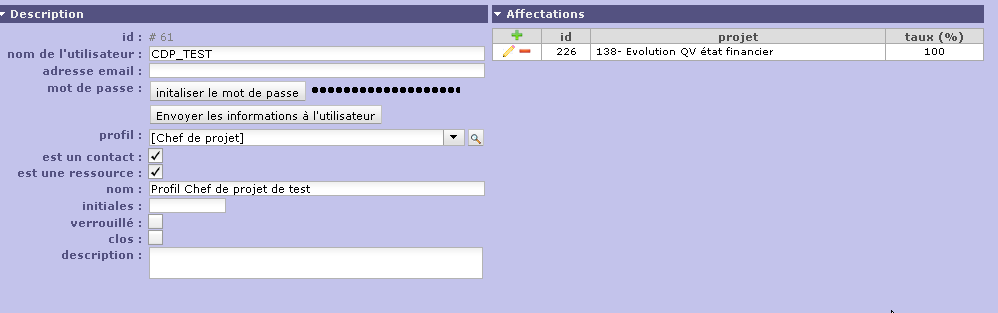 Description
id : # 61
nom de l'utilisateur : CDP_TEST
adresse email :
mot de passe : initaliser le mot de passe
Envoyer les informations à l'utilisateur
profil : [Chef de projet]
est un contact :
est une ressource :
nom : Profil Chef de projet de test
initiales :
verrouillé :
clos :
description :
Affectations
id projet taux (%)
226 138- Evolution QV état financier 100